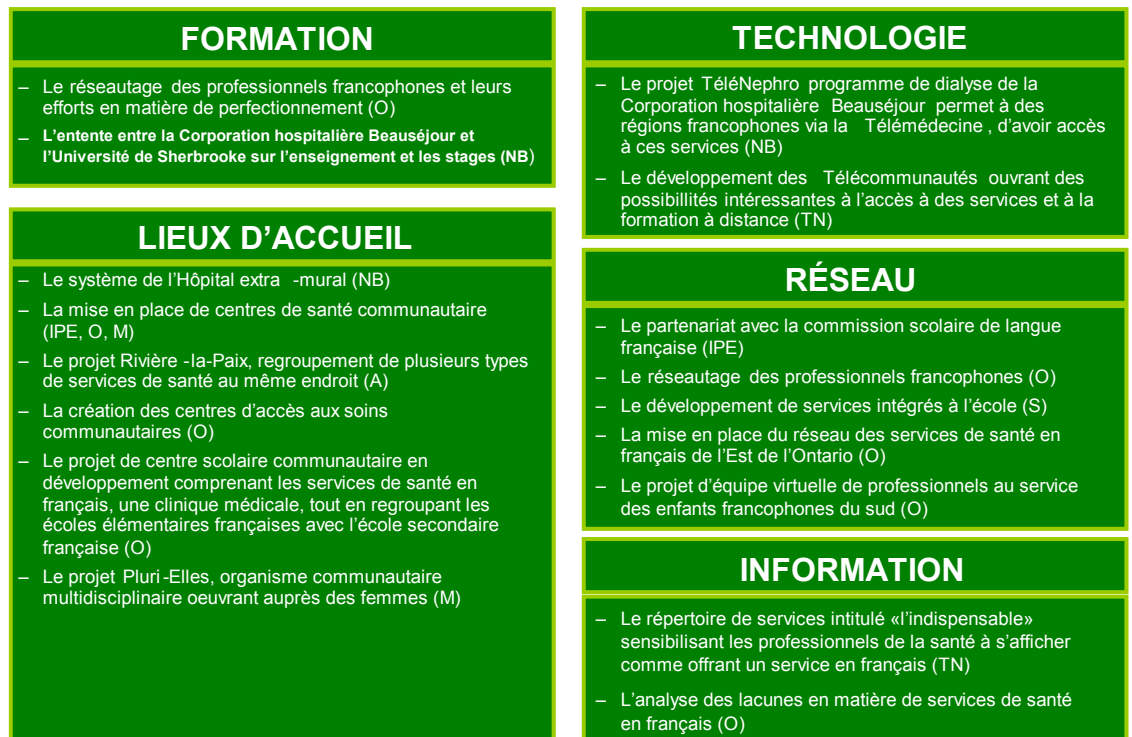 FORMATION
– Le réseautage des professionnels francophones et leurs
efforts en matière de perfectionnement (O)
– L'entente entre la Corporation hospitalière Beauséjour et
l'Université de Sherbrooke sur l'enseignement et les stages (NB)
LIEUX D'ACCUEIL
– Le système de l'Hôpital extra -mural (NB)
– La mise en place de centres de santé communautaire
(IPE, O, M)
– Le projet Rivière -la-Paix, regroupement de plusieurs types
de services de santé au même endroit (A)
– La création des centres d'accès aux soins
communautaires (O)
– Le projet de centre scolaire communautaire en
développement comprenant les services de santé en
français, une clinique médicale, tout en regroupant les
écoles élémentaires françaises avec l'école secondaire
française (O)
– Le projet Pluri-Elles, organisme communautaire
multidisciplinaire oeuvrant auprès des femmes (M)
TECHNOLOGIE
– Le projet TéléNephro programme de dialyse de la
Corporation hospitalière Beauséjour permet à des
régions francophones via la Télémédecine , d'avoir accès
à ces services (NB)
– Le développement des Télécommunautés ouvrant des
possibillités intéressantes à l'accès à des services et à la
formation à distance (TN)
RÉSEAU
– Le partenariat avec la commission scolaire de langue
française (IPE)
– Le réseautage des professionnels francophones (O)
– Le développement de services intégrés à l'école (S)
– La mise en place du réseau des services de santé en
français de l'Est de l'Ontario (O)
– Le projet d'équipe virtuelle de professionnels au service
des enfants francophones du sud (O)
INFORMATION
– Le répertoire de services intitulé «l'indispensable»
sensibilisant les professionnels de la santé à s'afficher
comme offrant un service en français (TN)
– L'analyse des lacunes en matière de services de santé
en français (O)